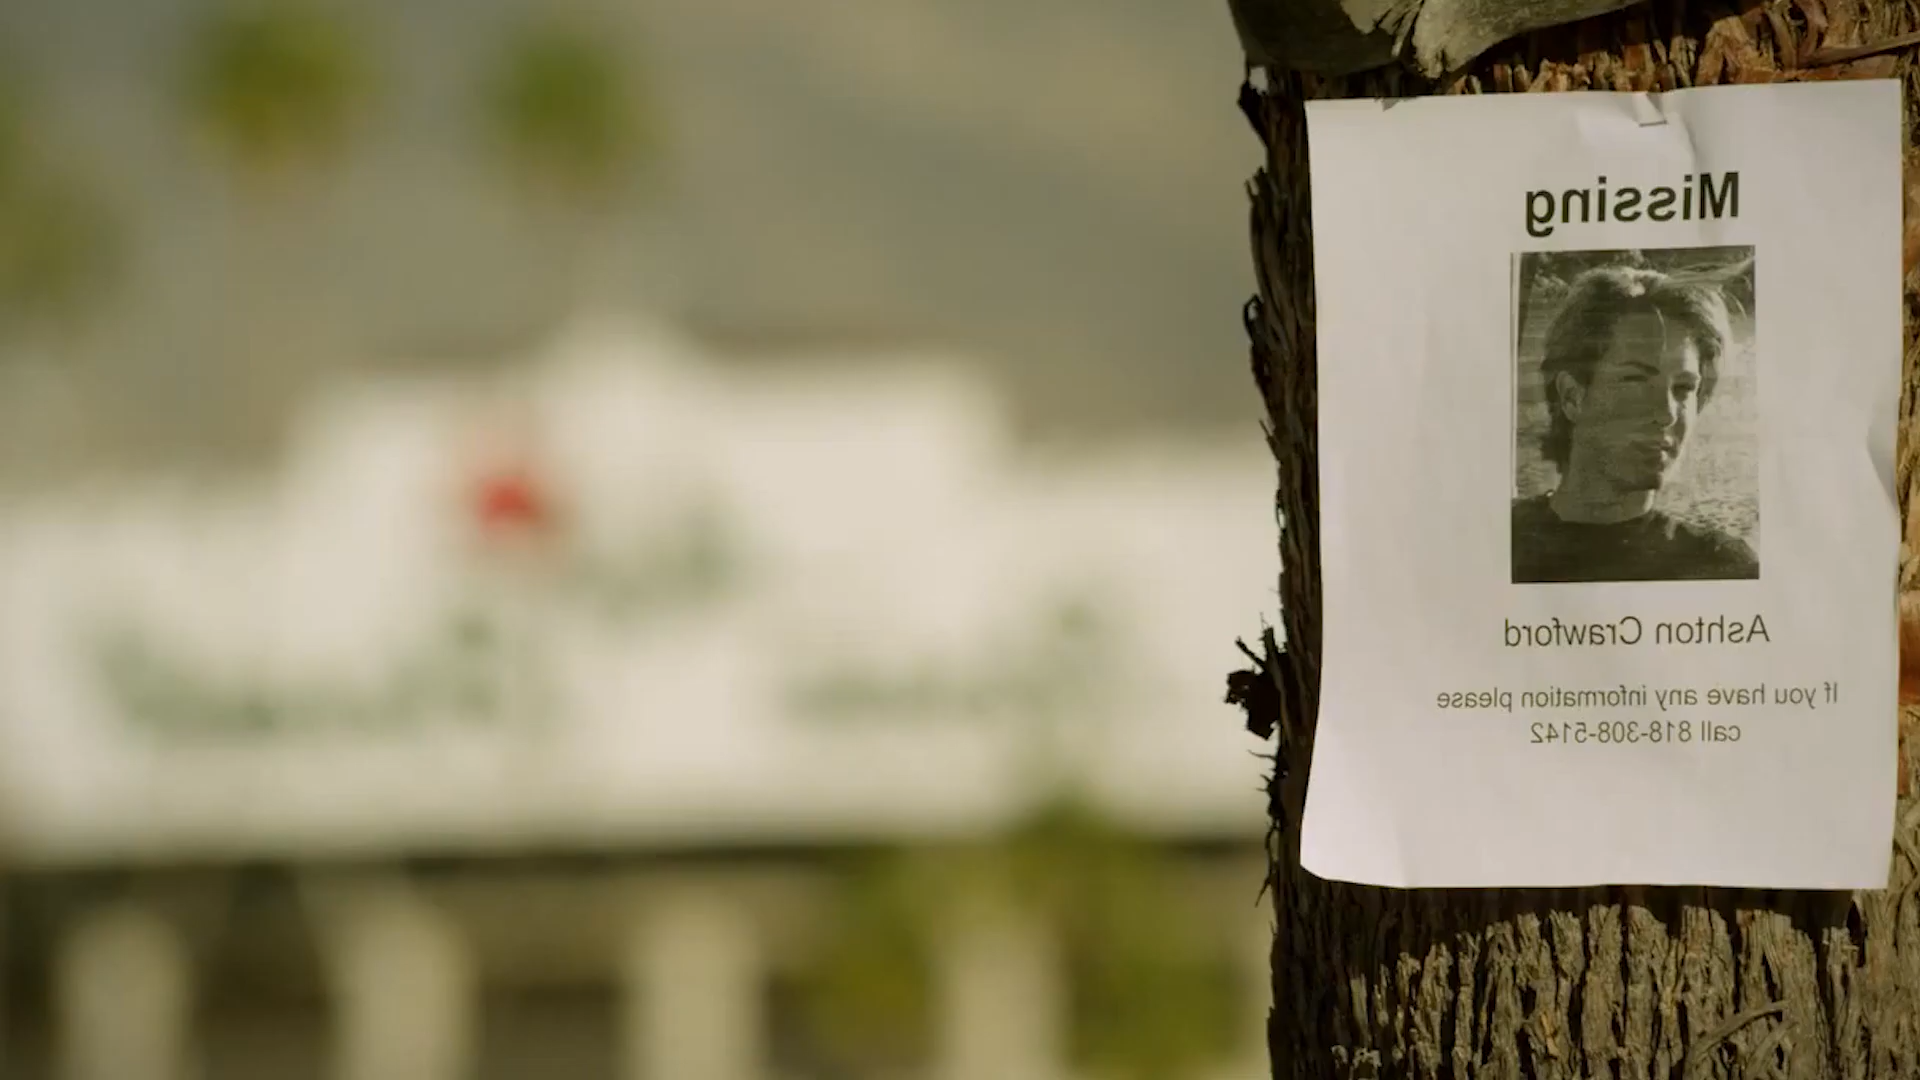 Missing
Ashton Crawford
If you have any information please
call 818-308-5142